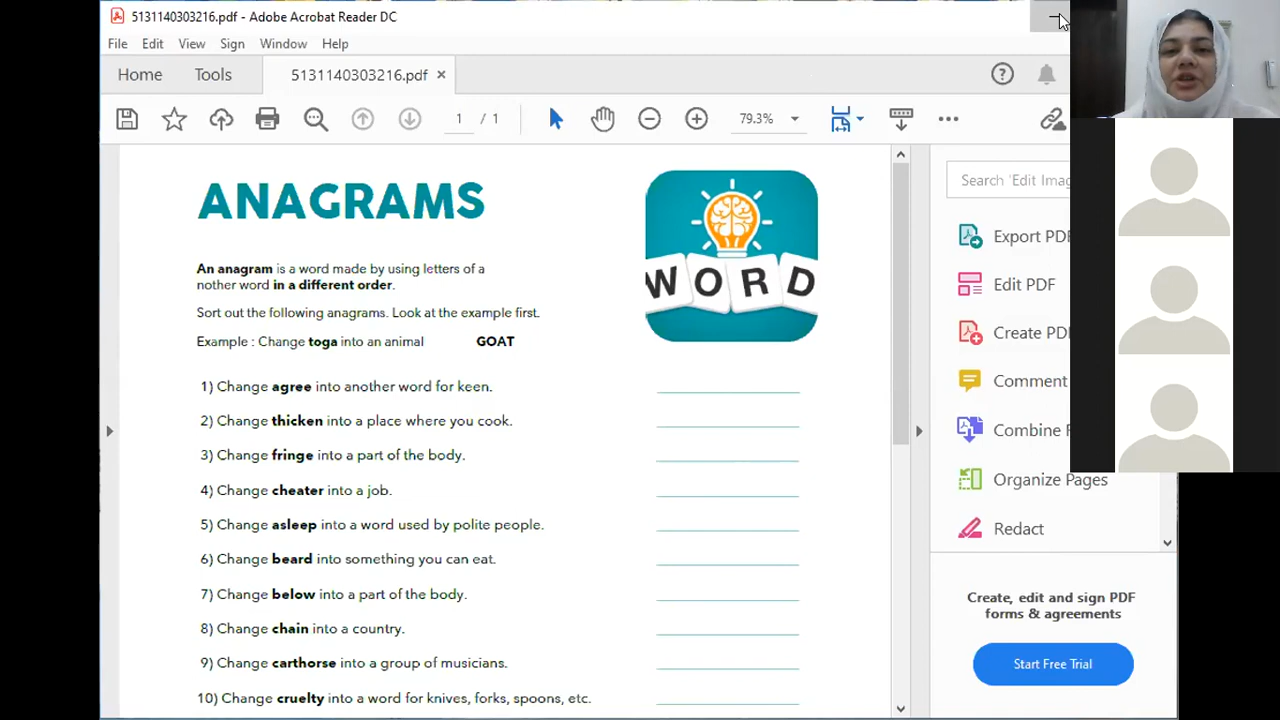 5131140303216.pdf - Adobe Acrobat Reader DC
File Edit View Sign Window Help
Home Tools 5131140303216.pdf ×
1 / 1 79.3%
ANAGRAMS
WORD
An anagram is a word made by using letters of a
nother word in a different order.
Sort out the following anagrams. Look at the example first.
Example : Change toga into an animal GOAT
1) Change agree into another word for keen.
2) Change thicken into a place where you cook.
3) Change fringe into a part of the body.
4) Change cheater into a job.
5) Change asleep into a word used by polite people.
6) Change beard into something you can eat.
7) Change below into a part of the body.
8) Change chain into a country.
9) Change carthorse into a group of musicians.
10) Change cruelty into a word for knives, forks, spoons, etc.
Search 'Edit Imag
Export PDF
Edit PDF
Create PDF
Comment
Combine F
Organize Pages
Redact
Create, edit and sign PDF
forms & agreements
Start Free Trial